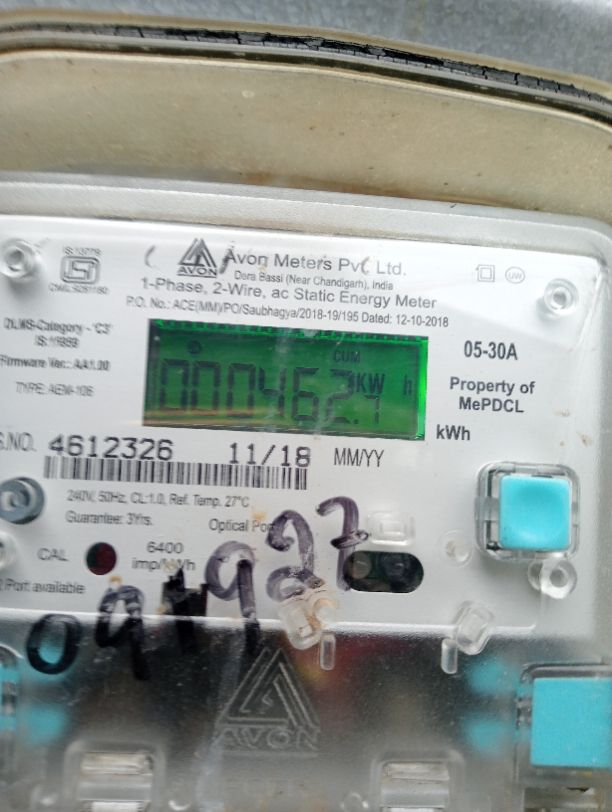 IS:13779
AVON
Avon Meters Pvt. Ltd.
Dera Bassi (Near Chandigarh), India
1-Phase, 2-Wire, ac Static Energy Meter
P.O. No.: ACE(MM)/PO/Saubhagya/2018-19/195 Dated: 12-10-2018
DLMS-Category - 'C3'
IS:15959
Firmware Ver.: AA1.00
TYPE: AEM-106
CUM
000462.
KW h
05-30A
Property of
MePDCL
kWh
S.NO. 4612326 11/18 MM/YY
240V, 50Hz, CL:1.0, Ref. Temp. 27°C
Guarantee: 3Yrs.
Optical Port
CAL
6400
imp/kWh
Port available
091927
AVON